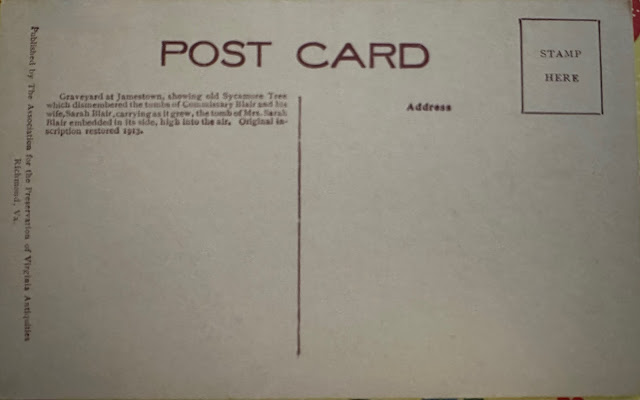 POST CARD
STAMP
HERE
Graveyard at Jamestown, showing old Sycamore Tree
which dismembered the tombs of Commissary Blair and his
wife, Sarah Blair, carrying as it grew, the tomb of Mrs. Sarah
Blair embedded in its side, high into the air. Original in-
scription restored 1913.
Address
Published by The Association for the Preservation of Virginia Antiquities
Richmond, Va.